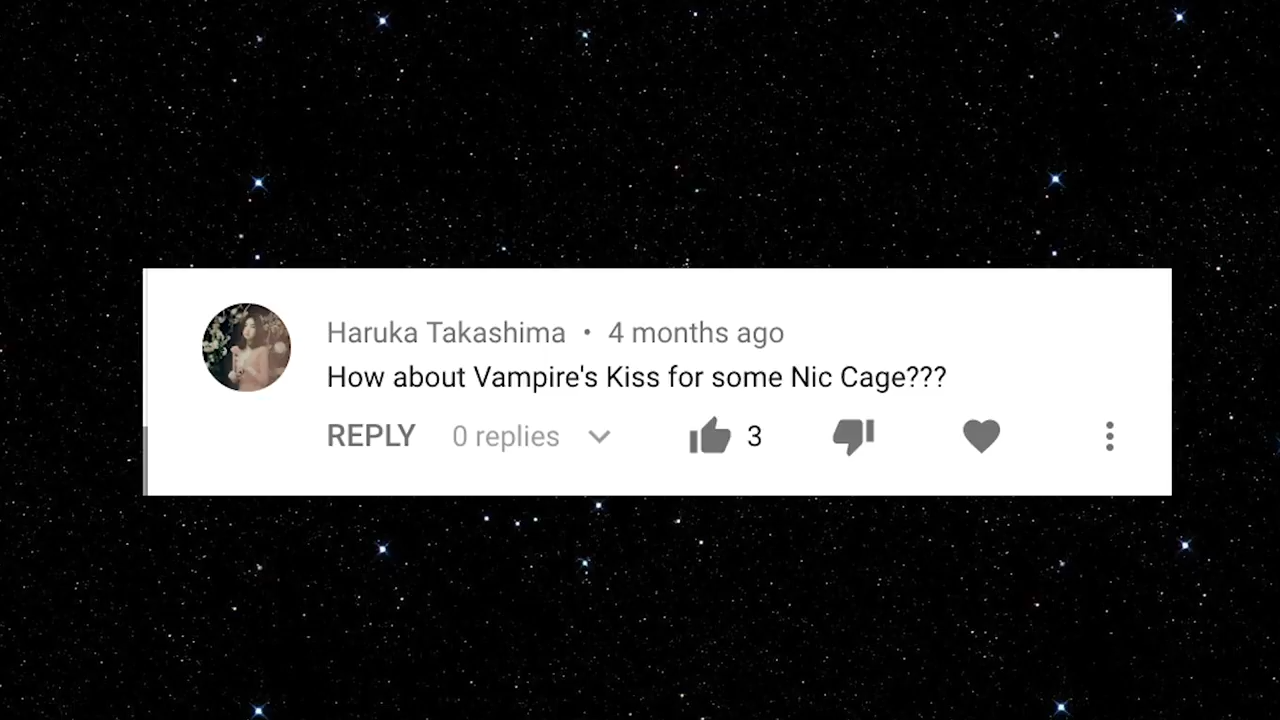 Haruka Takashima • 4 months ago
How about Vampire's Kiss for some Nic Cage???
REPLY 0 replies 3